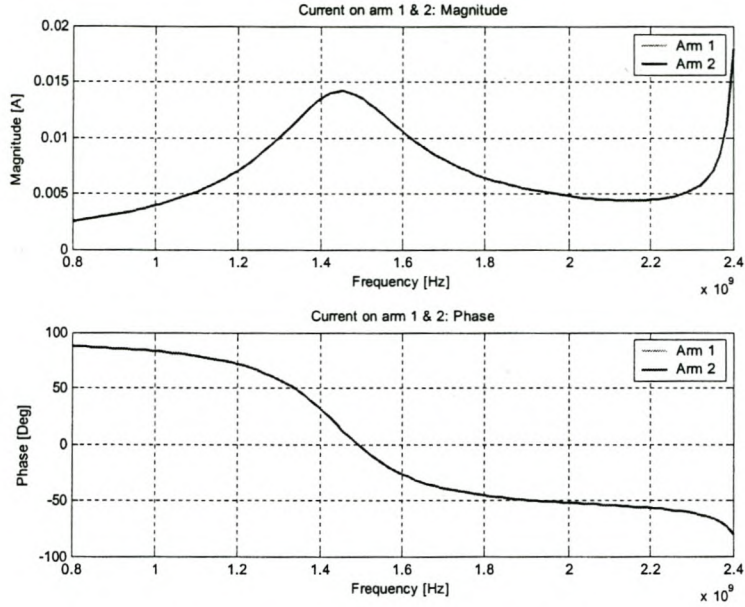 Current on arm 1 & 2: Magnitude
0.02
0.015
0.01
0.005
0
Magnitude [A]
Arm 1
Arm 2
0.8 1 1.2 1.4 1.6 1.8 2 2.2 2.4
Frequency [Hz]
x 10^9
Current on arm 1 & 2: Phase
100
50
0
-50
-100
Phase [Deg]
Arm 1
Arm 2
0.8 1 1.2 1.4 1.6 1.8 2 2.2 2.4
Frequency [Hz]
x 10^9